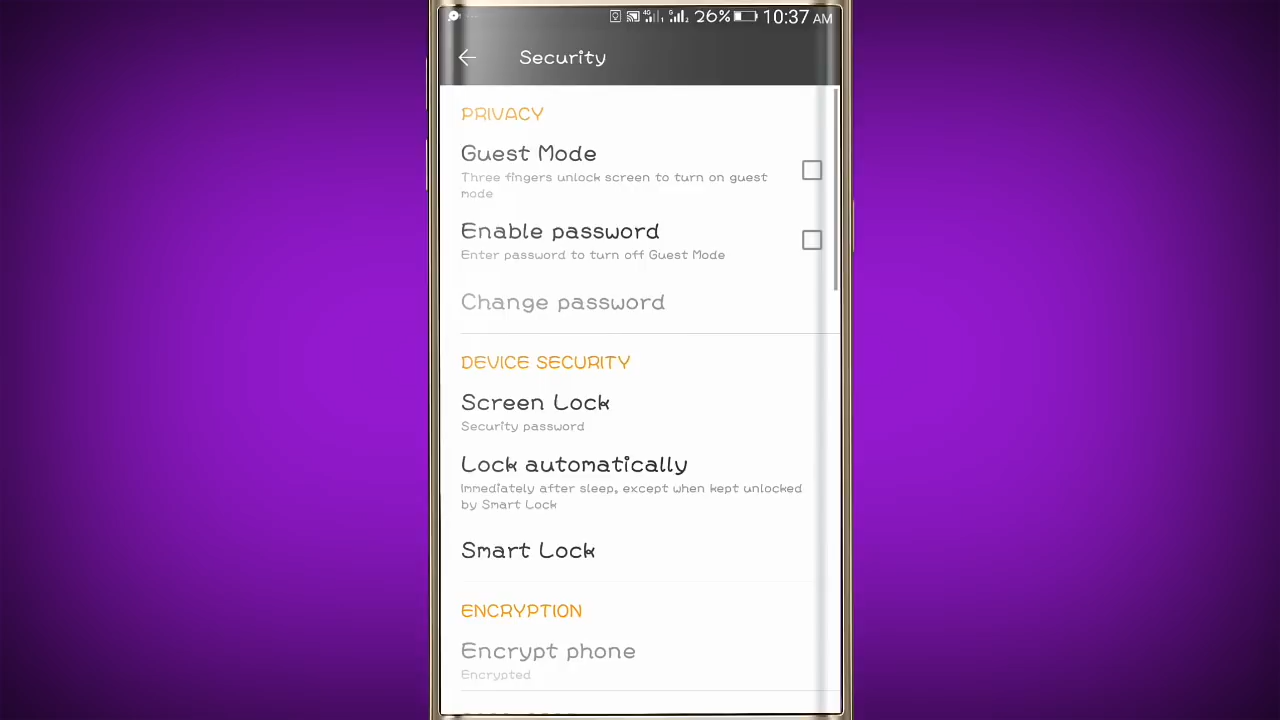 26% 10:37 AM
Security
PRIVACY
Guest Mode
Three fingers unlock screen to turn on guest
mode
Enable password
Enter password to turn off Guest Mode
Change password
DEVICE SECURITY
Screen Lock
Security password
Lock automatically
Immediately after sleep, except when kept unlocked
by Smart Lock
Smart Lock
ENCRYPTION
Encrypt phone
Encrypted